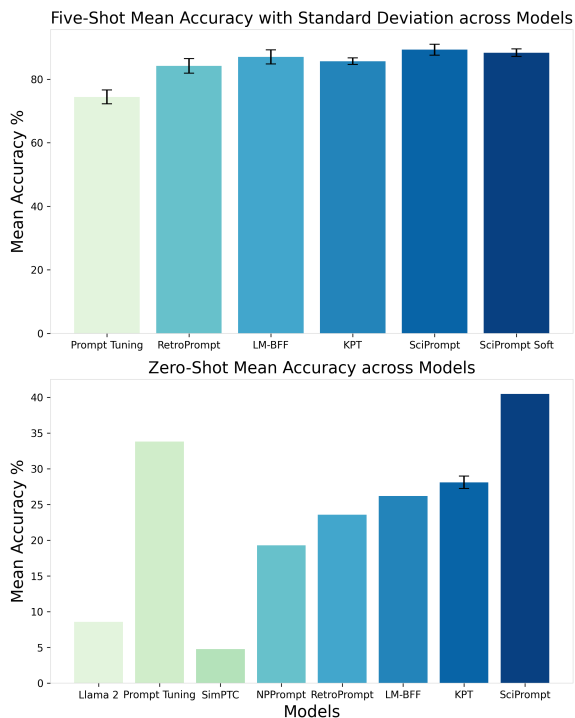 Five-Shot Mean Accuracy with Standard Deviation across Models
Mean Accuracy %
80
60
40
20
0
Prompt Tuning RetroPrompt LM-BFF KPT SciPrompt SciPrompt Soft
Zero-Shot Mean Accuracy across Models
Mean Accuracy %
40
35
30
25
20
15
10
5
0
Llama 2 Prompt Tuning SimPTC NPPrompt RetroPrompt LM-BFF KPT SciPrompt
Models